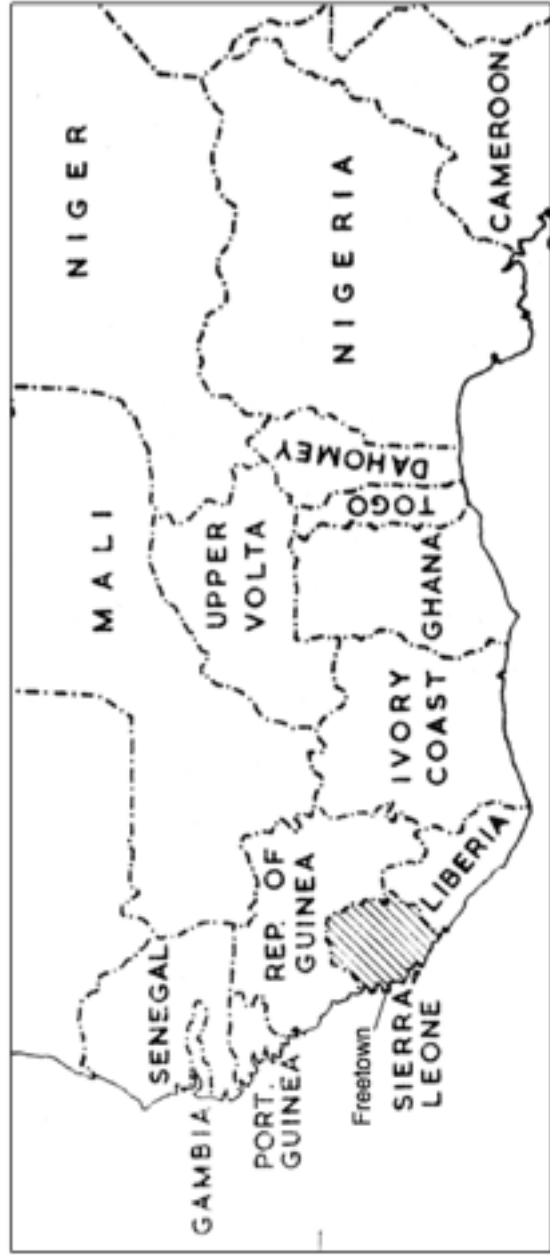 NIGER
MALI
SENEGAL
GAMBIA
UPPER
VOLTA
NIGERIA
DAHOMEY
TOGO
GHANA
REP. OF
GUINEA
PORT.
GUINEA
Freetown
SIERRA
LEONE
LIBERIA
IVORY
COAST
CAMEROON